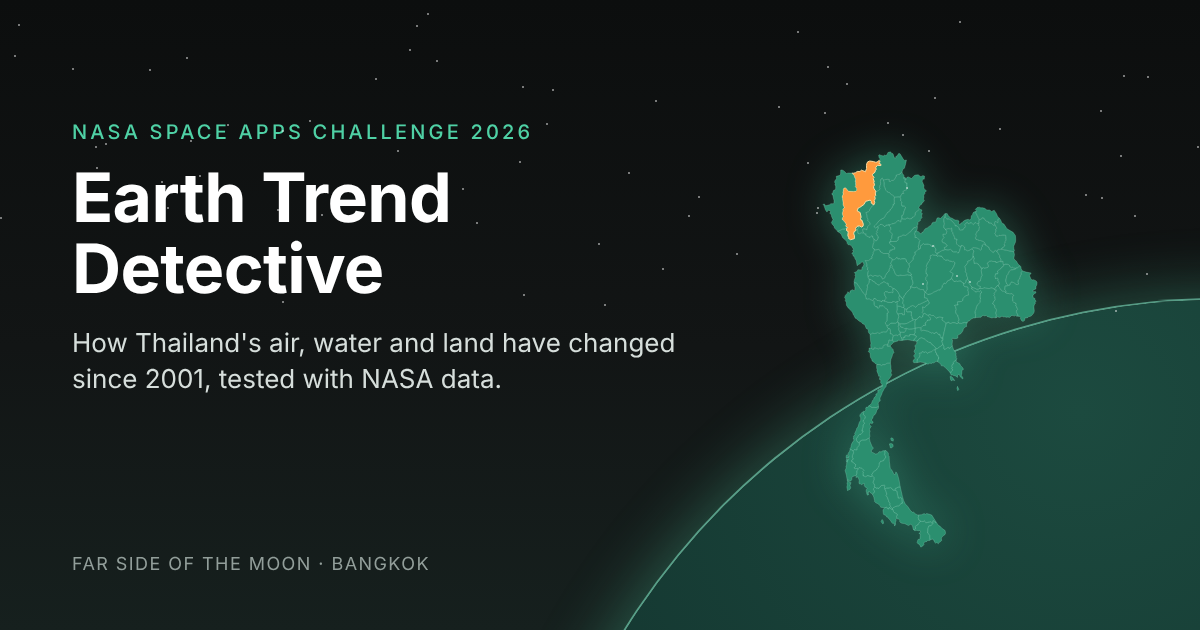 NASA SPACE APPS CHALLENGE 2026
Earth Trend
Detective
How Thailand's air, water and land have changed
since 2001, tested with NASA data.
FAR SIDE OF THE MOON · BANGKOK